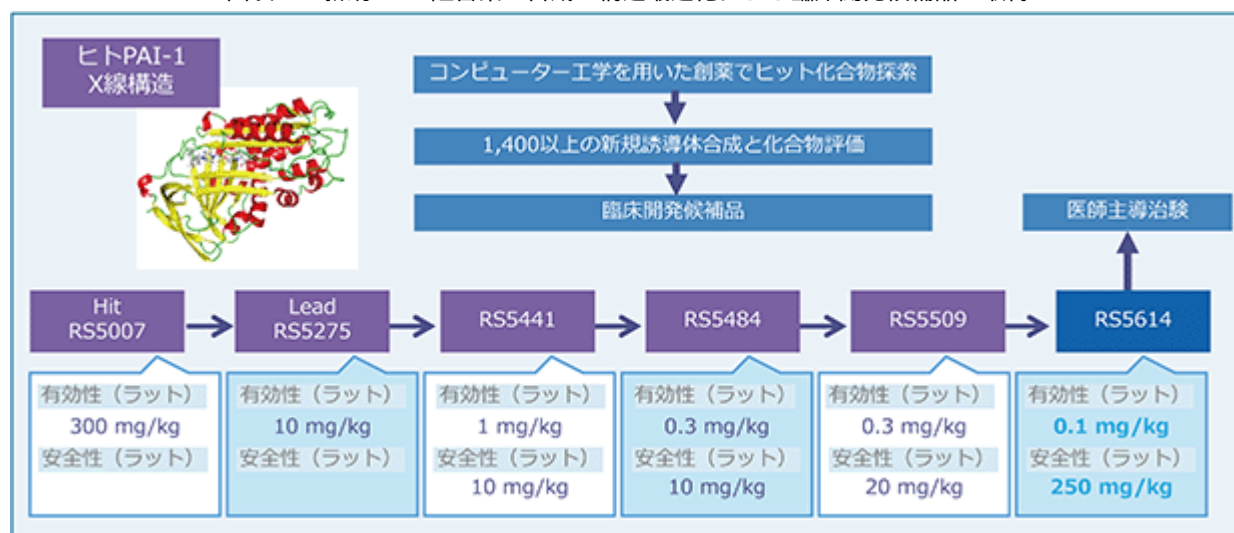 ヒトPAI-1
X線構造
コンピューター工学を用いた創薬でヒット化合物探索
1,400以上の新規誘導体合成と化合物評価
臨床開発候補品
医師主導治験
Hit
RS5007
Lead
RS5275
RS5441
RS5484
RS5509
RS5614
有効性（ラット）
300 mg/kg
安全性（ラット）
有効性（ラット）
10 mg/kg
安全性（ラット）
有効性（ラット）
1 mg/kg
安全性（ラット）
10 mg/kg
有効性（ラット）
0.3 mg/kg
安全性（ラット）
10 mg/kg
有効性（ラット）
0.3 mg/kg
安全性（ラット）
20 mg/kg
有効性（ラット）
0.1 mg/kg
安全性（ラット）
250 mg/kg